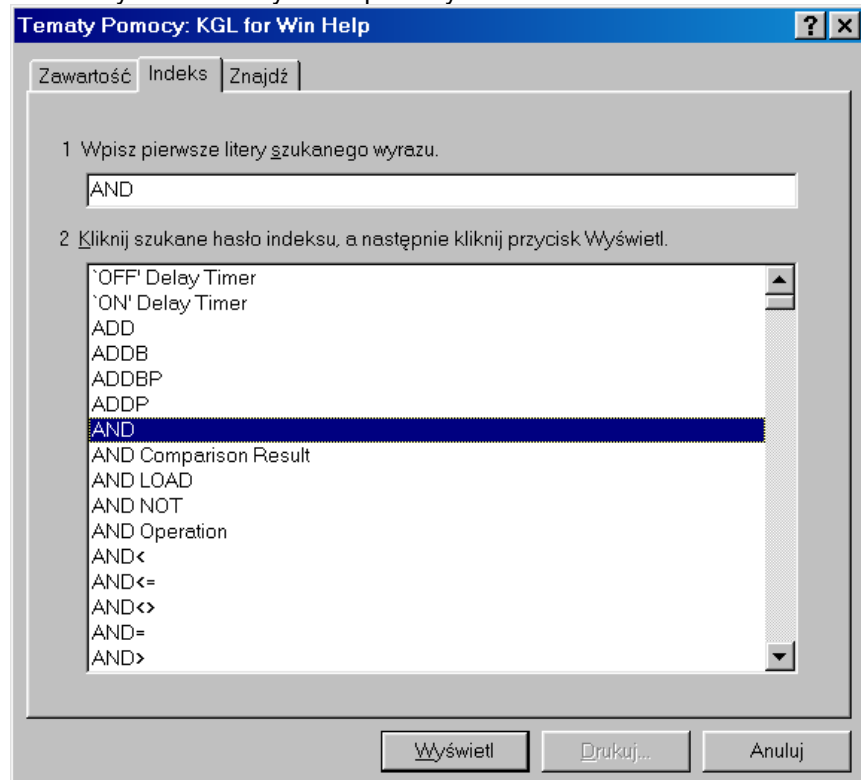 Tematy Pomocy: KGL for Win Help
Zawartość Indeks Znajdź
1 Wpisz pierwsze litery szukanego wyrazu.
AND
2 Kliknij szukane hasło indeksu, a następnie kliknij przycisk Wyświetl.
`OFF' Delay Timer
`ON' Delay Timer
ADD
ADDB
ADDBP
ADDP
AND
AND Comparison Result
AND LOAD
AND NOT
AND Operation
AND<
AND<=
AND<>
AND=
AND>
Wyświetl Drukuj... Anuluj